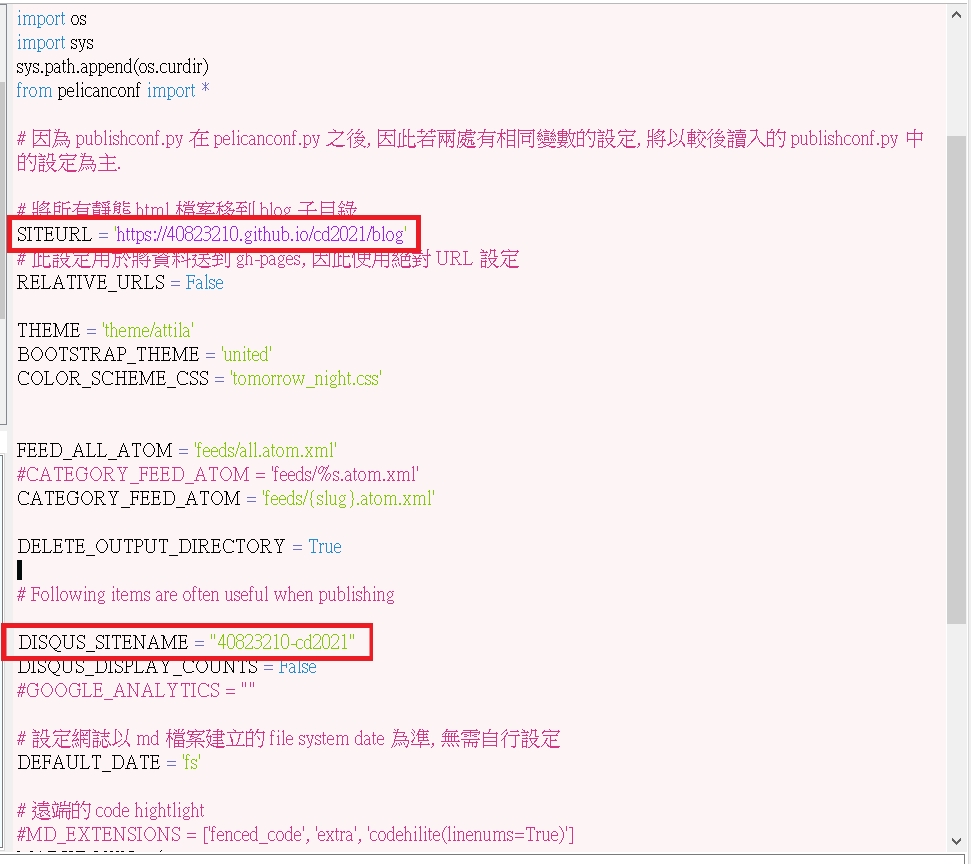 import os
import sys
sys.path.append(os.curdir)
from pelicanconf import *
# 因為 publishconf.py 在 pelicanconf.py 之後, 因此若兩處有相同變數的設定, 將以較後讀入的 publishconf.py 中
的設定為主.
# 將所有靜態 html 檔案移到 blog 子目錄
SITEURL = 'https://40823210.github.io/cd2021/blog'
# 此設定用於將資料送到 gh-pages, 因此使用絕對 URL 設定
RELATIVE_URLS = False
THEME = 'theme/attila'
BOOTSTRAP_THEME = 'united'
COLOR_SCHEME_CSS = 'tomorrow_night.css'
FEED_ALL_ATOM = 'feeds/all.atom.xml'
#CATEGORY_FEED_ATOM = 'feeds/%s.atom.xml'
CATEGORY_FEED_ATOM = 'feeds/{slug}.atom.xml'
DELETE_OUTPUT_DIRECTORY = True
# Following items are often useful when publishing
DISQUS_SITENAME = "40823210-cd2021"
DISQUS_DISPLAY_COUNTS = False
#GOOGLE_ANALYTICS = ""
# 設定網誌以 md 檔案建立的 file system date 為準, 無需自行設定
DEFAULT_DATE = 'fs'
# 遠端的 code hightlight
#MD_EXTENSIONS = ['fenced_code', 'extra', 'codehilite(linenums=True)']